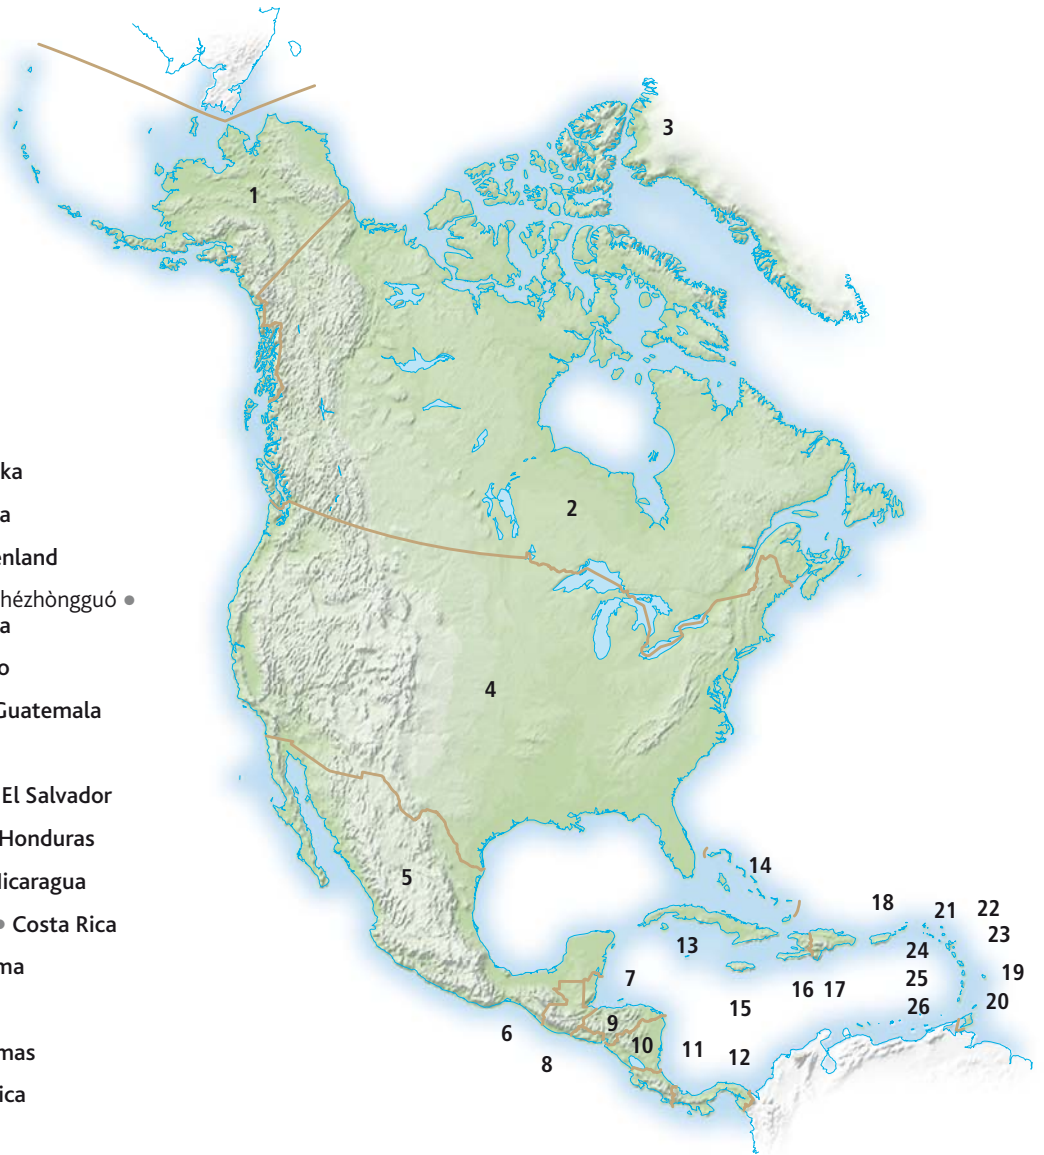 ka
a
enland
hézhòngguó ●
a
o
Guatemala
El Salvador
Honduras
Nicaragua
● Costa Rica
ma
mas
ica
1
2
3
4
5
6
7
8
9
10
11
12
13
14
15
16
17
18
19
20
21
22
23
24
25
26